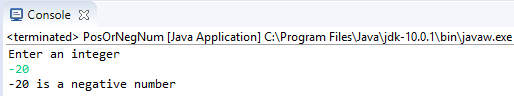 Console
<terminated> PosOrNegNum [Java Application] C:\Program Files\Java\jdk-10.0.1\bin\javaw.exe
Enter an integer
-20
-20 is a negative number